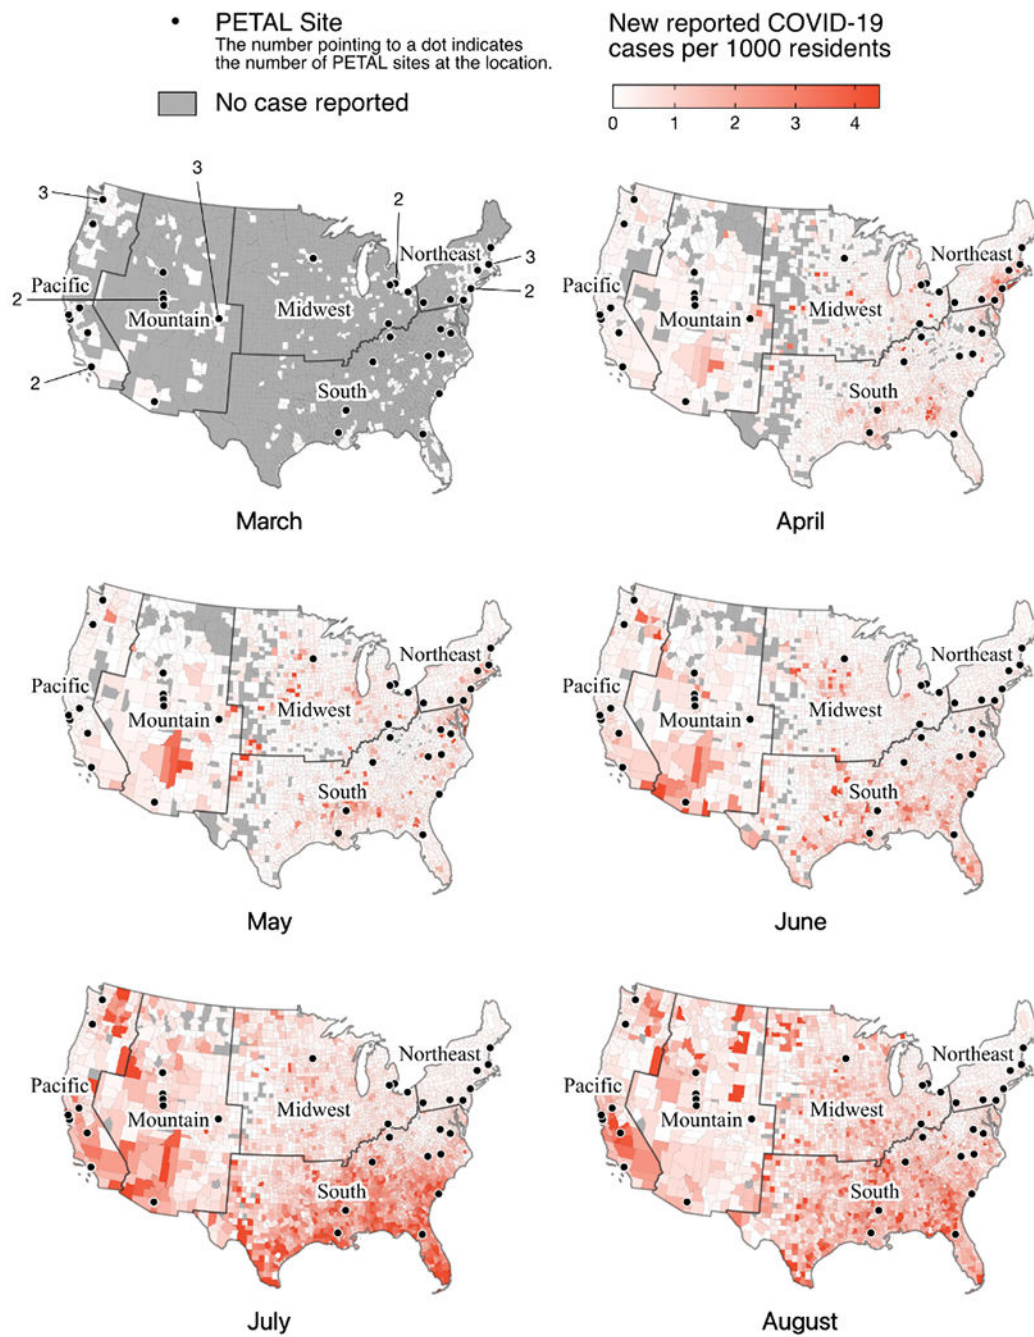 PETAL Site
The number pointing to a dot indicates
the number of PETAL sites at the location.
No case reported
New reported COVID-19
cases per 1000 residents
0 1 2 3 4
3
3
2
Northeast
3
2
Pacific
2
Mountain
Midwest
2
South
March
Northeast
Pacific
Mountain
Midwest
South
April
Northeast
Pacific
Mountain
Midwest
South
May
Northeast
Pacific
Mountain
Midwest
South
June
Northeast
Pacific
Mountain
Midwest
South
July
Northeast
Pacific
Mountain
Midwest
South
August